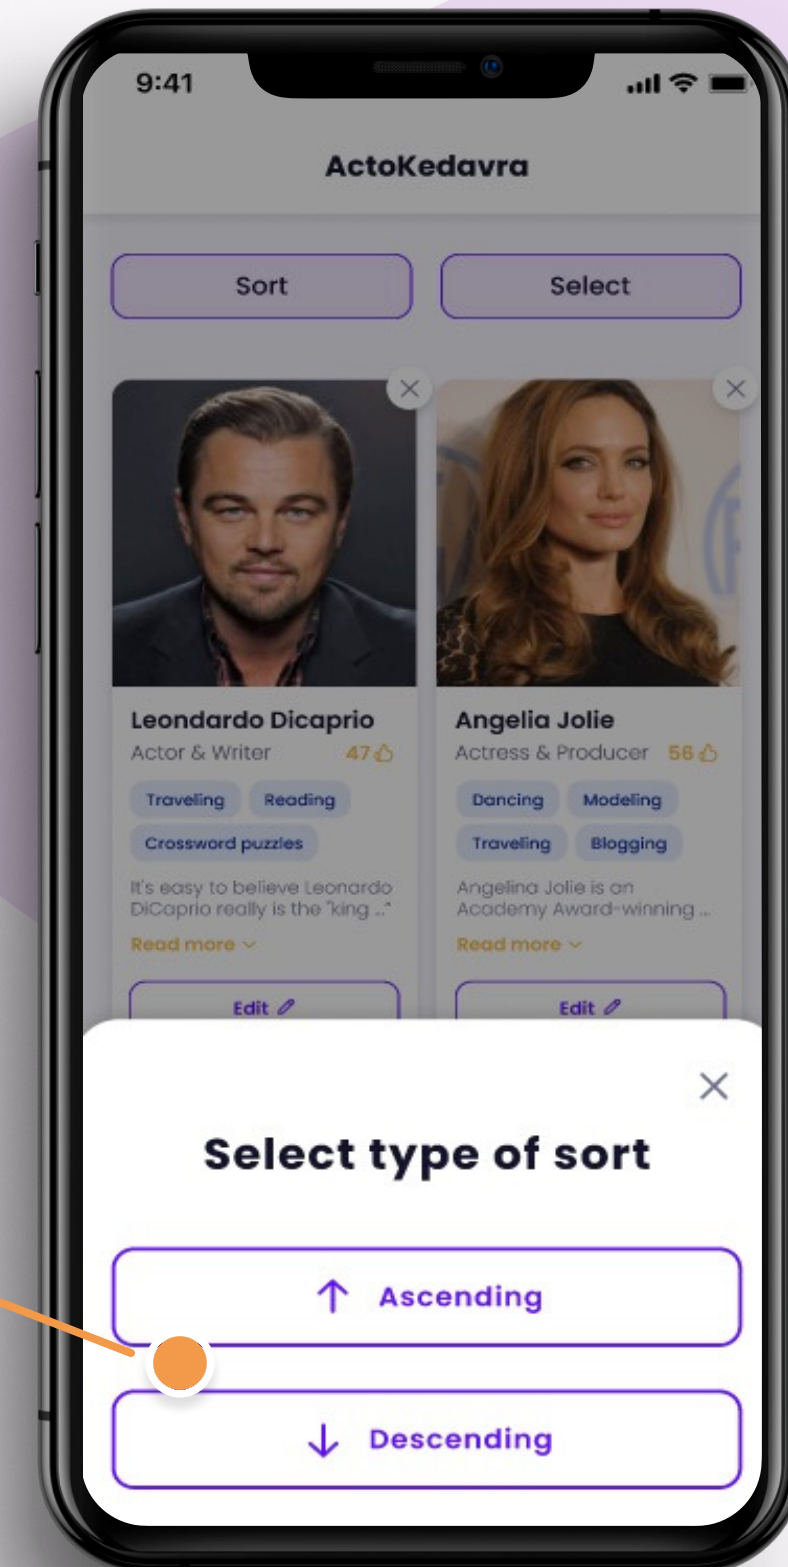 9:41
ActoKedavra
Sort
Select
Leondardo Dicaprio
Actor & Writer 47
Traveling Reading
Crossword puzzles
It's easy to believe Leonardo
DiCaprio really is the "king ..."
Read more
Edit
Angelia Jolie
Actress & Producer 56
Dancing Modeling
Traveling Blogging
Angelina Jolie is an
Academy Award-winning ...
Read more
Edit
Select type of sort
Ascending
Descending